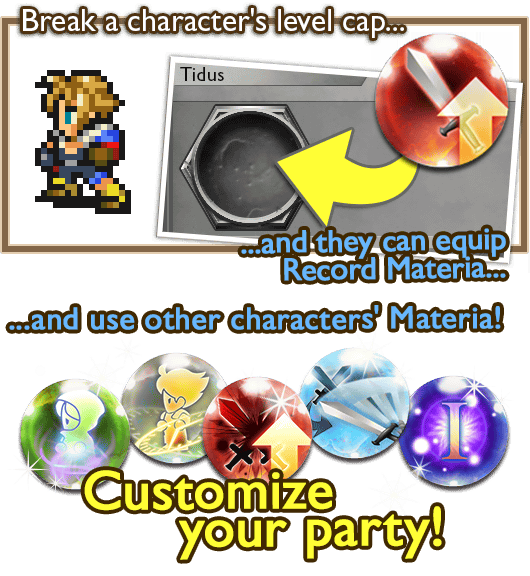 Break a character's level cap...
Tidus
...and they can equip
Record Materia...
...and use other characters' Materia!
I
Customize
your party!